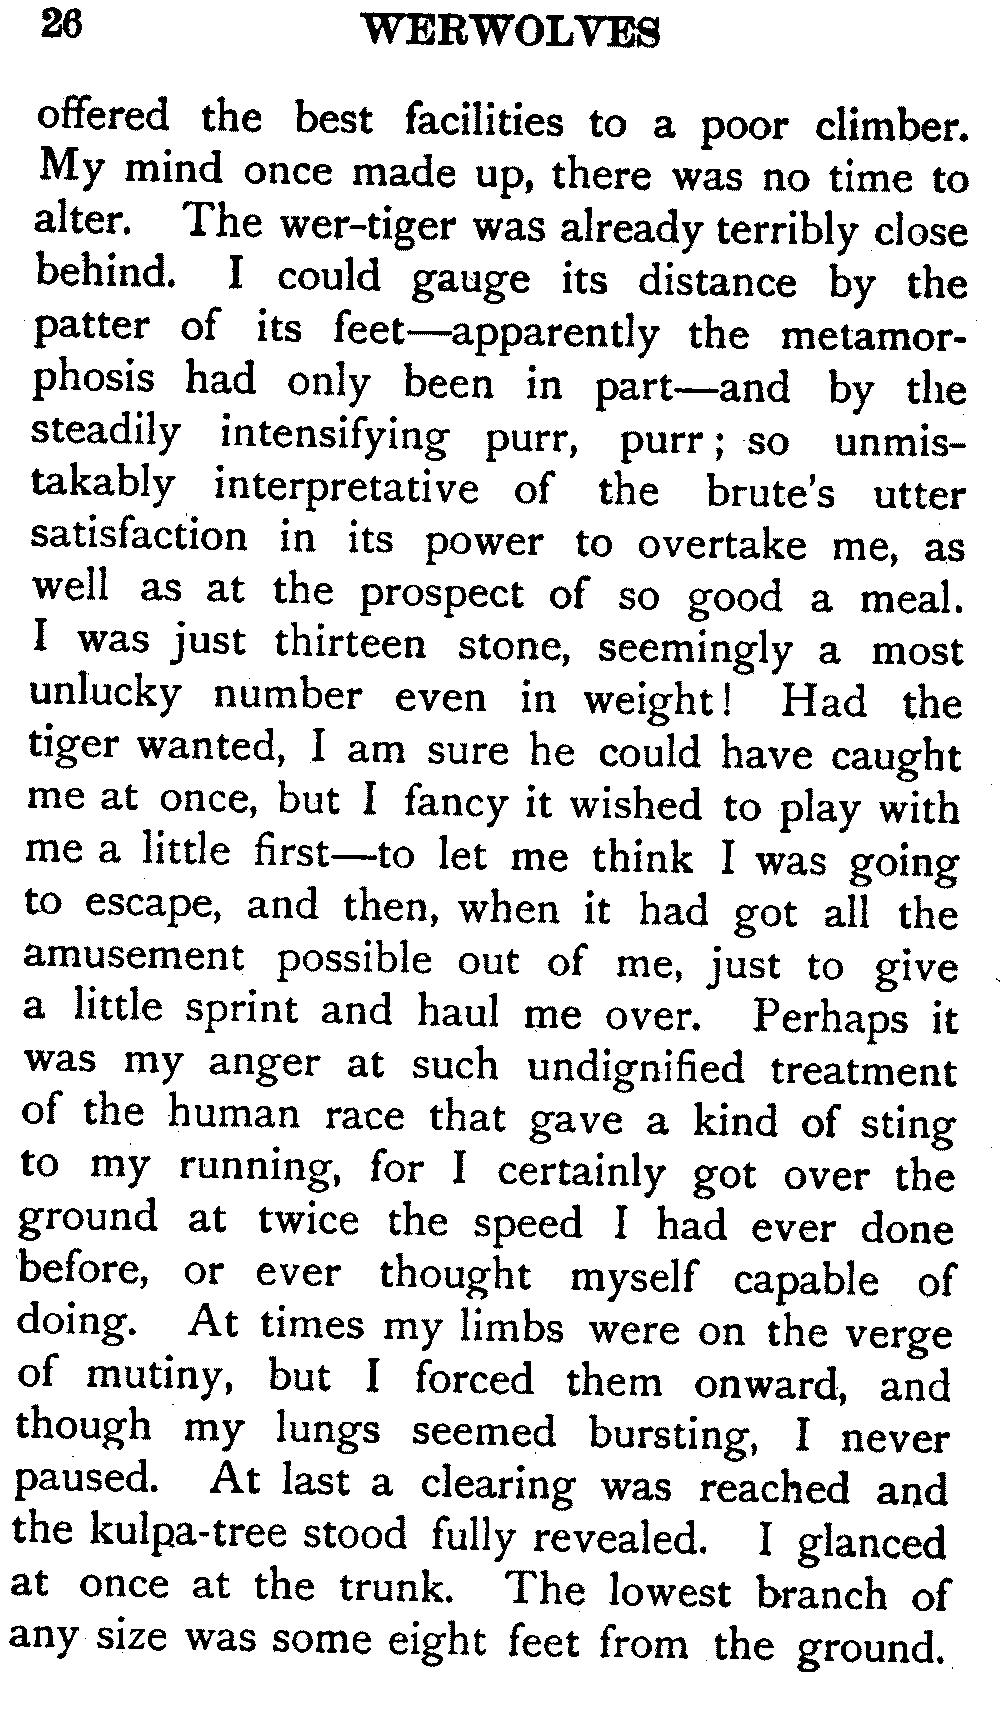 26 WERWOLVES
offered the best facilities to a poor climber.
My mind once made up, there was no time to
alter. The wer-tiger was already terribly close
behind. I could gauge its distance by the
patter of its feet—apparently the metamor-
phosis had only been in part—and by the
steadily intensifying purr, purr; so unmis-
takably interpretative of the brute's utter
satisfaction in its power to overtake me, as
well as at the prospect of so good a meal.
I was just thirteen stone, seemingly a most
unlucky number even in weight! Had the
tiger wanted, I am sure he could have caught
me at once, but I fancy it wished to play with
me a little first—to let me think I was going
to escape, and then, when it had got all the
amusement possible out of me, just to give
a little sprint and haul me over. Perhaps it
was my anger at such undignified treatment
of the human race that gave a kind of sting
to my running, for I certainly got over the
ground at twice the speed I had ever done
before, or ever thought myself capable of
doing. At times my limbs were on the verge
of mutiny, but I forced them onward, and
though my lungs seemed bursting, I never
paused. At last a clearing was reached and
the kulpa-tree stood fully revealed. I glanced
at once at the trunk. The lowest branch of
any size was some eight feet from the ground.